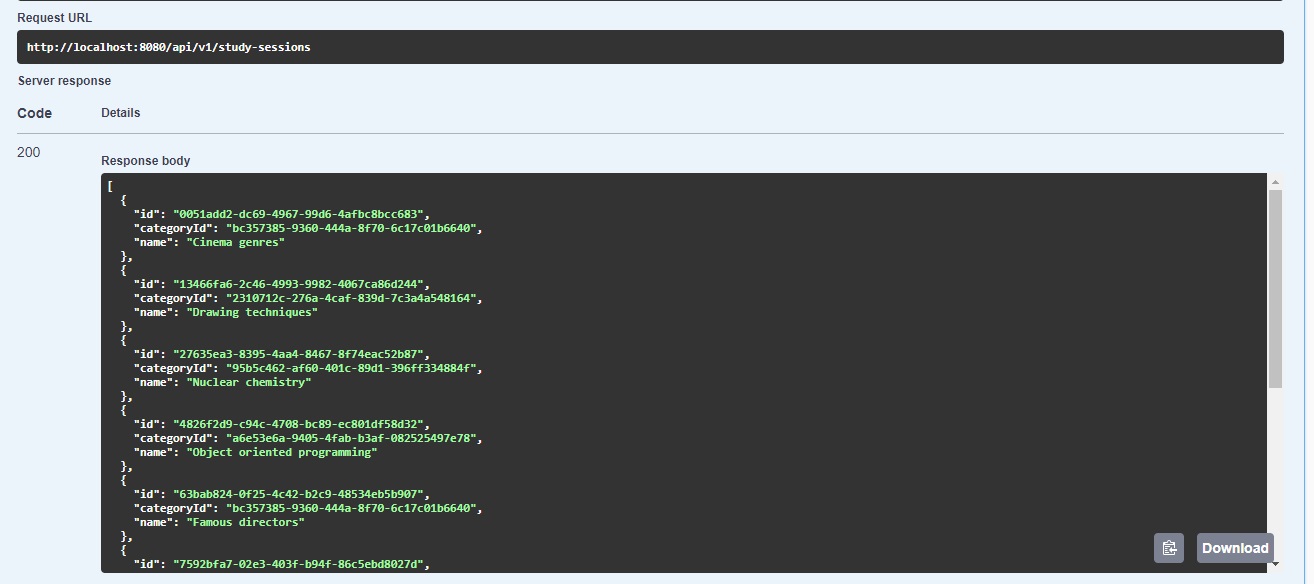 Request URL
http://localhost:8080/api/v1/study-sessions
Server response
Code Details
200
Response body
[
{
"id": "0051add2-dc69-4967-99d6-4afbc8bcc683",
"categoryId": "bc357385-9360-444a-8f70-6c17c01b6640",
"name": "Cinema genres"
},
{
"id": "13466fa6-2c46-4993-9982-4067ca86d244",
"categoryId": "2310712c-276a-4caf-839d-7c3a4a548164",
"name": "Drawing techniques"
},
{
"id": "27635ea3-8395-4aa4-8467-8f74eac52b87",
"categoryId": "95b5c462-af60-401c-89d1-396ff334884f",
"name": "Nuclear chemistry"
},
{
"id": "4826f2d9-c94c-4708-bc89-ec801df58d32",
"categoryId": "a6e53e6a-9405-4fab-b3af-082525497e78",
"name": "Object oriented programming"
},
{
"id": "63bab824-0f25-4c42-b2c9-48534eb5b907",
"categoryId": "bc357385-9360-444a-8f70-6c17c01b6640",
"name": "Famous directors"
},
{
"id": "7592bfa7-02e3-403f-b94f-86c5ebd8027d",
Download